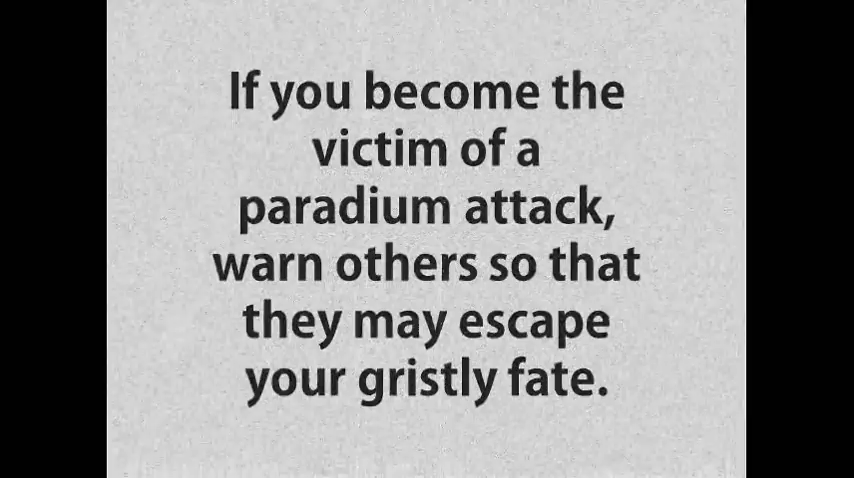 If you become the
victim of a
paradium attack,
warn others so that
they may escape
your gristly fate.